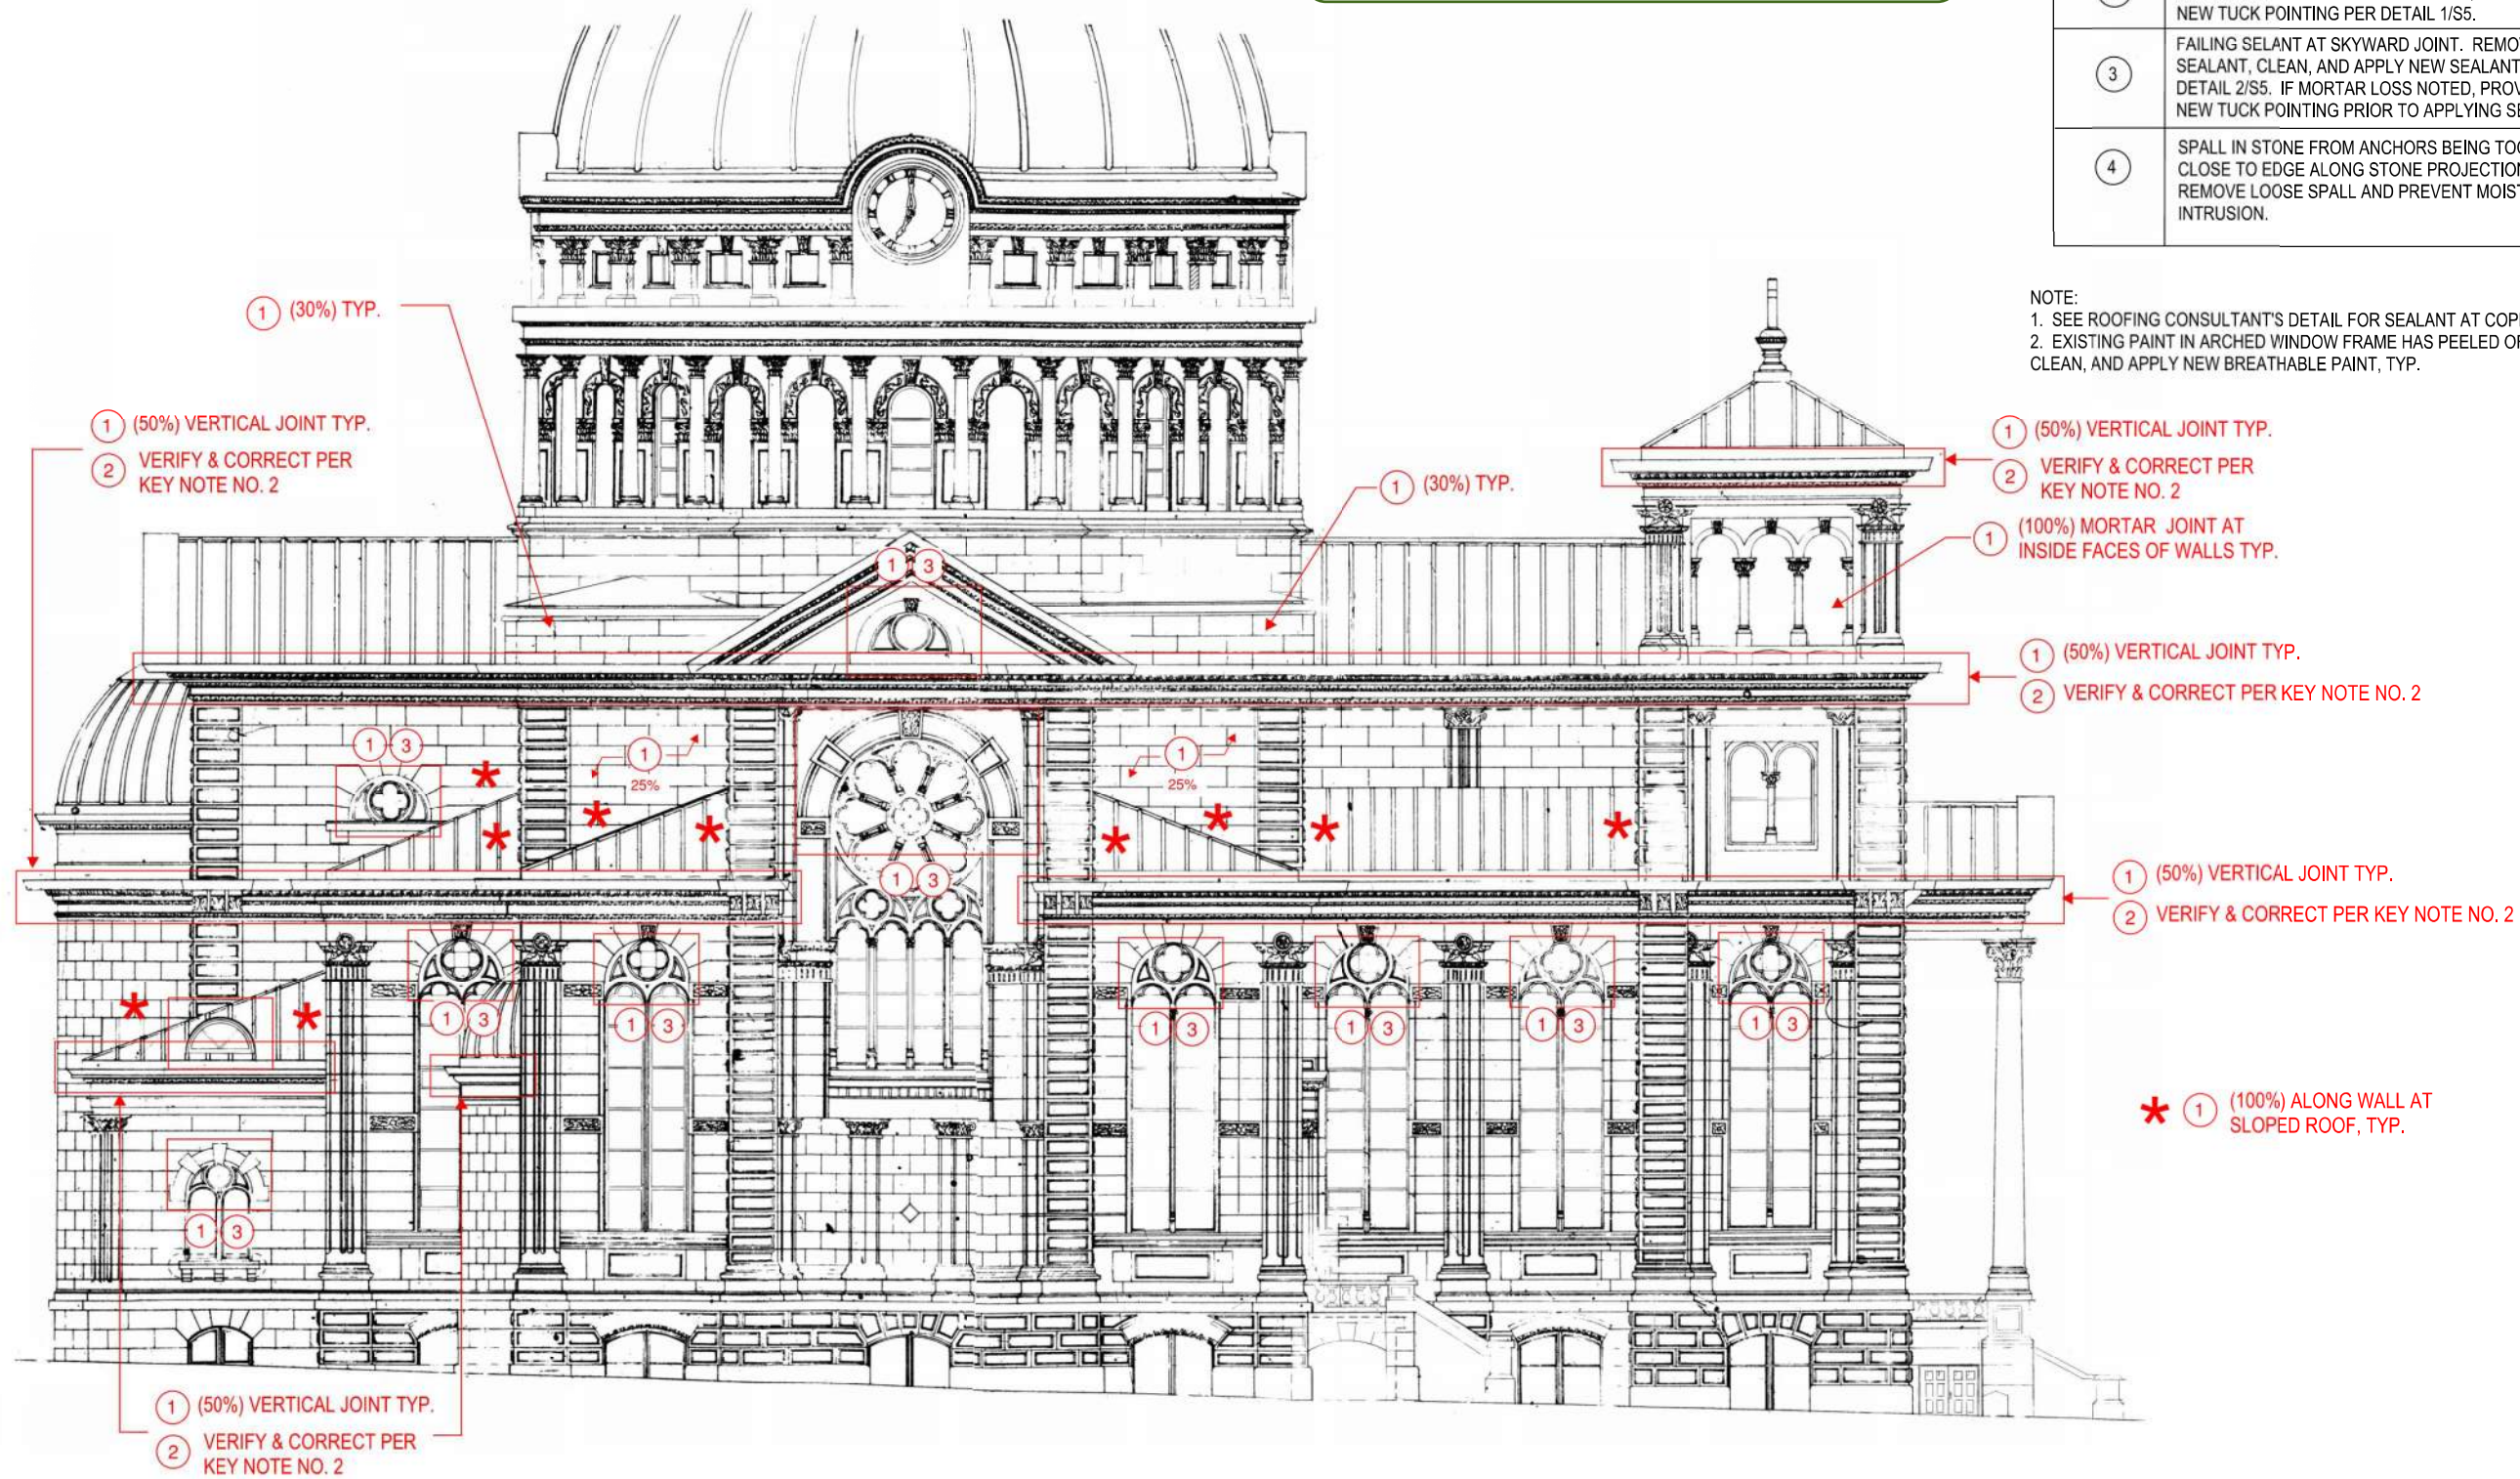 NEW TUCK POINTING PER DETAIL 1/S5.
3
FAILING SELANT AT SKYWARD JOINT. REMO
SEALANT, CLEAN, AND APPLY NEW SEALANT
DETAIL 2/S5. IF MORTAR LOSS NOTED, PROV
NEW TUCK POINTING PRIOR TO APPLYING SE
4
SPALL IN STONE FROM ANCHORS BEING TOO
CLOSE TO EDGE ALONG STONE PROJECTION
REMOVE LOOSE SPALL AND PREVENT MOIST
INTRUSION.
NOTE:
1. SEE ROOFING CONSULTANT'S DETAIL FOR SEALANT AT COP
2. EXISTING PAINT IN ARCHED WINDOW FRAME HAS PEELED OF
CLEAN, AND APPLY NEW BREATHABLE PAINT, TYP.
1 (30%) TYP.
1 (50%) VERTICAL JOINT TYP.
2 VERIFY & CORRECT PER
KEY NOTE NO. 2
1 (30%) TYP.
1 (50%) VERTICAL JOINT TYP.
2 VERIFY & CORRECT PER
KEY NOTE NO. 2
1 (100%) MORTAR JOINT AT
INSIDE FACES OF WALLS TYP.
1 3
1 (50%) VERTICAL JOINT TYP.
2 VERIFY & CORRECT PER KEY NOTE NO. 2
1 3
1
25%
1
25%
1 3
1 (50%) VERTICAL JOINT TYP.
2 VERIFY & CORRECT PER KEY NOTE NO. 2
1 3
1 3
1 3
1 3
1 3
1 3
* 1 (100%) ALONG WALL AT
SLOPED ROOF, TYP.
1 3
1 (50%) VERTICAL JOINT TYP.
2 VERIFY & CORRECT PER
KEY NOTE NO. 2